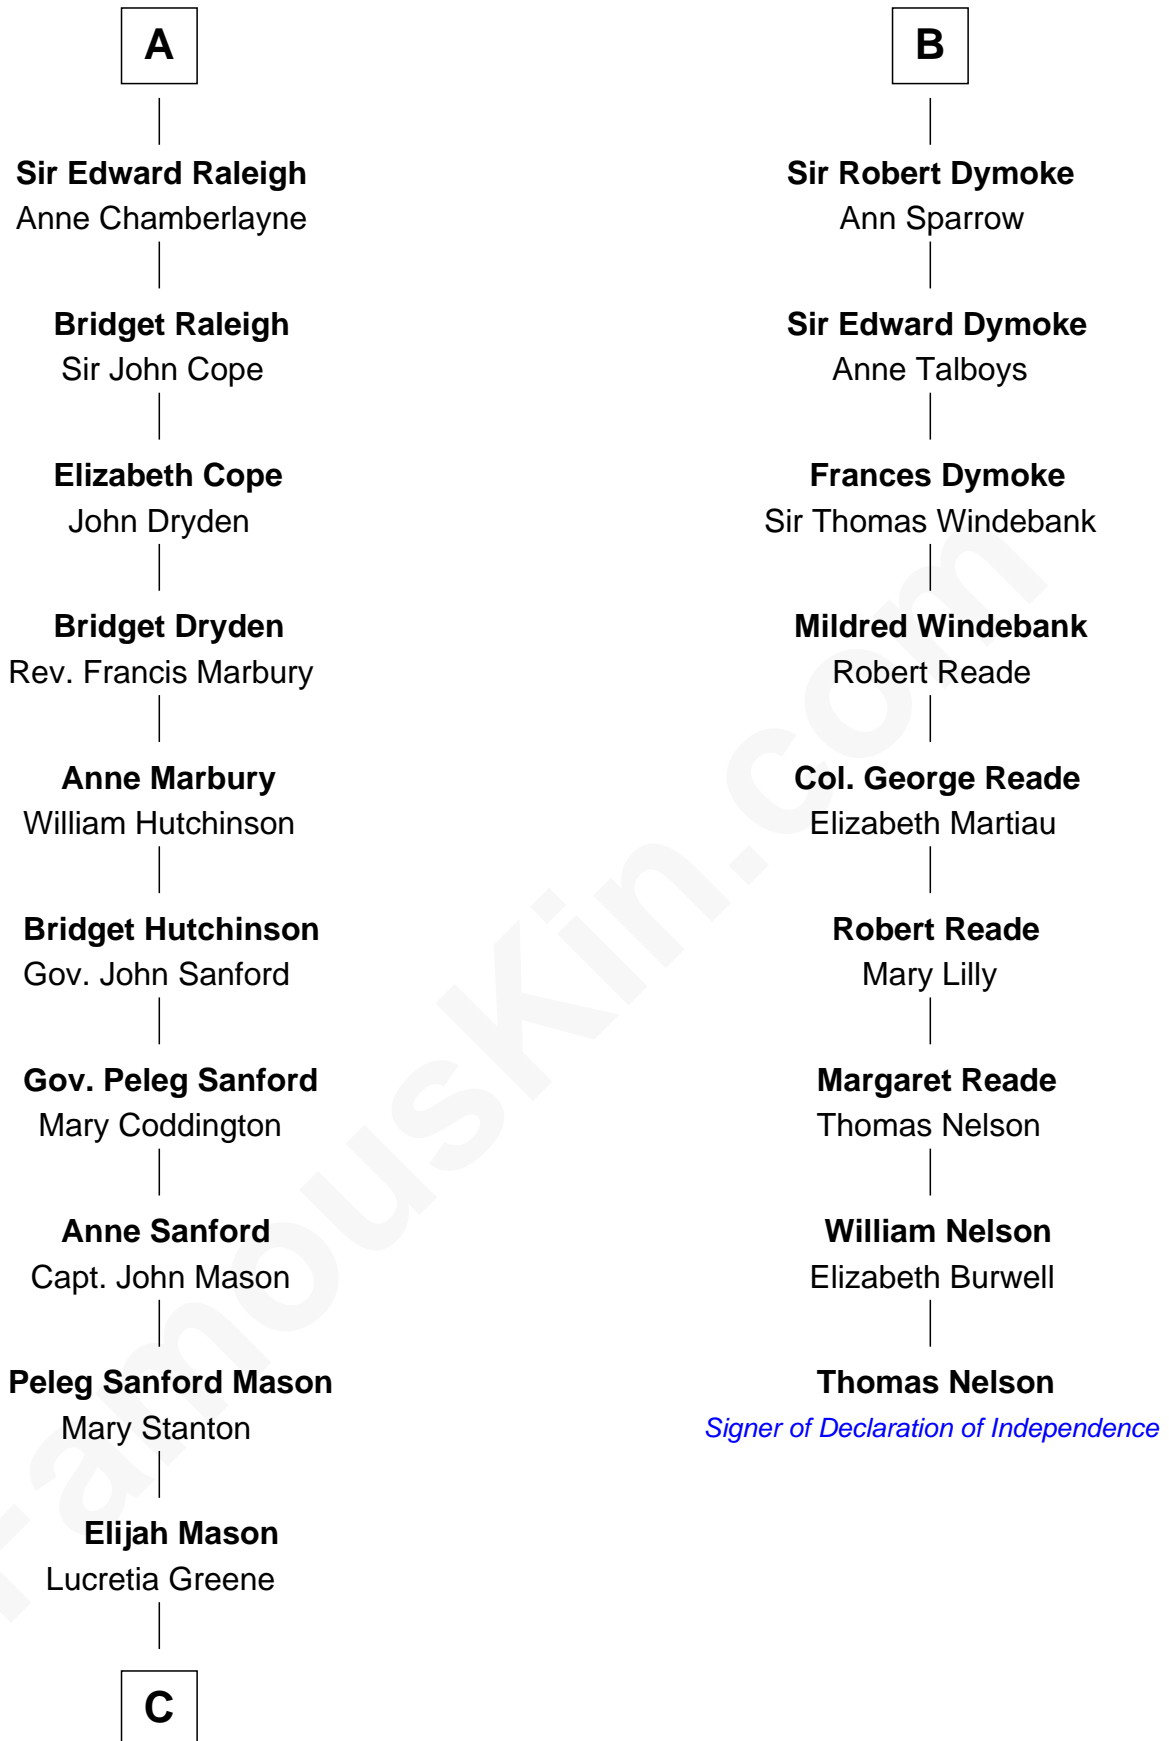 A
Sir Edward Raleigh
Anne Chamberlayne
Bridget Raleigh
Sir John Cope
Elizabeth Cope
John Dryden
Bridget Dryden
Rev. Francis Marbury
Anne Marbury
William Hutchinson
Bridget Hutchinson
Gov. John Sanford
Gov. Peleg Sanford
Mary Coddington
Anne Sanford
Capt. John Mason
Peleg Sanford Mason
Mary Stanton
Elijah Mason
Lucretia Greene
C
B
Sir Robert Dymoke
Ann Sparrow
Sir Edward Dymoke
Anne Talboys
Frances Dymoke
Sir Thomas Windebank
Mildred Windebank
Robert Reade
Col. George Reade
Elizabeth Martiau
Robert Reade
Mary Lilly
Margaret Reade
Thomas Nelson
William Nelson
Elizabeth Burwell
Thomas Nelson
Signer of Declaration of Independence
FamousKin.com